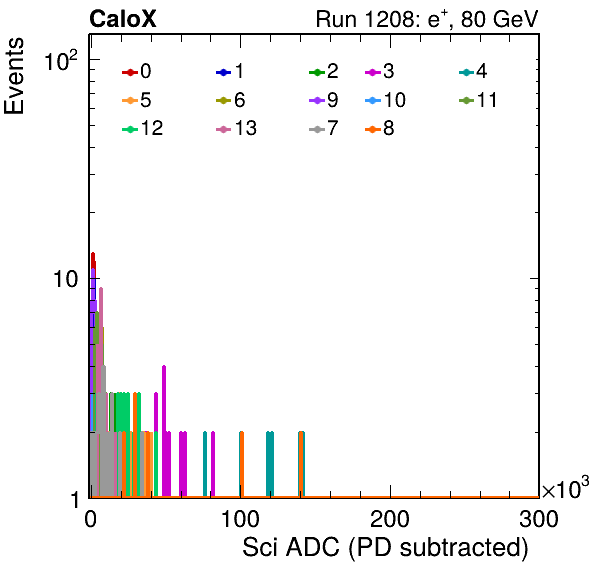 CaloX Run 1208: e⁺, 80 GeV
Events
10²
10
1
0 1 2 3 4
5 6 9 10 11
12 13 7 8
0 100 200 300
×10³
Sci ADC (PD subtracted)